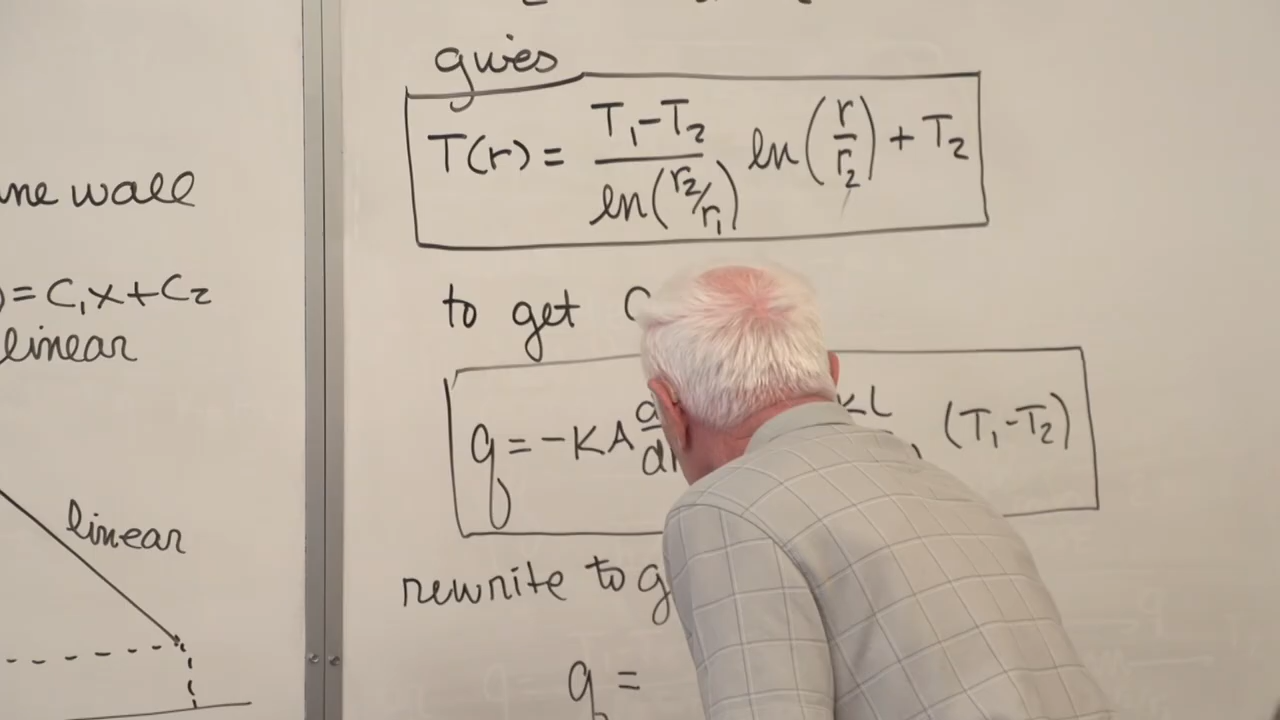 ne wall
) = C₁x + C₂
linear
linear
gives
T(r) = (T₁-T₂)/(ln(r₂/r₁)) ln(r/r₂) + T₂
to get
q = -KA (T₁-T₂)
rewrite to
q =